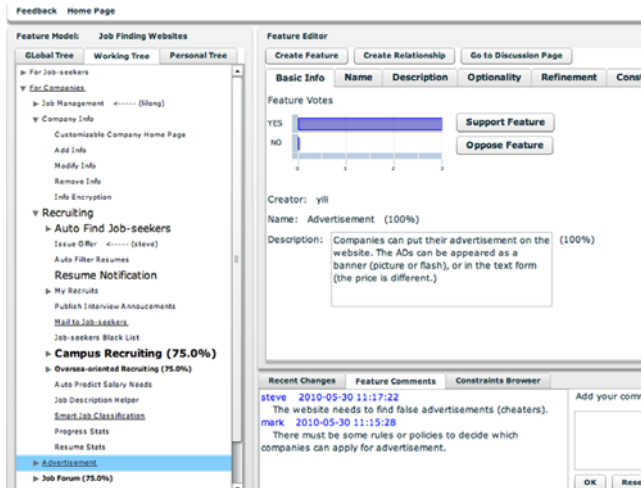 Feedback Home Page
Feature Model: Job Finding Websites
GLobal Tree Working Tree Personal Tree
For Job-seekers
For Companies
Job Management <----- (lilong)
Company Info
Customizable Company Home Page
Add Info
Modify Info
Remove Info
Info Encryption
Recruiting
Auto Find Job-seekers
Issue Offer <----- (steve)
Auto Filter Resumes
Resume Notification
My Recruits
Publish Interview Annoucements
Mail to Job-seekers
Job-seekers Black List
Campus Recruiting (75.0%)
Oversea-oriented Recruiting (75.0%)
Auto Predict Salary Needs
Job Description Helper
Smart Job Classification
Progress Stats
Resume Stats
Advertisement
Job Forum (75.0%)
Feature Editor
Create Feature Create Relationship Go to Discussion Page
Basic Info Name Description Optionality Refinement Const
Feature Votes
YES
Support Feature
NO
Oppose Feature
0 1 2 3
Creator: yili
Name: Advertisement (100%)
Description: Companies can put their advertisement on the (100%)
website. The ADs can be appeared as a
banner (picture or flash), or in the text form
(the price is different.)
Recent Changes Feature Comments Constraints Browser
steve 2010-05-30 11:17:22
The website needs to find false advertisements (cheaters).
mark 2010-05-30 11:15:28
There must be some rules or policies to decide which
companies can apply for advertisement.
Add your comm
OK Rese